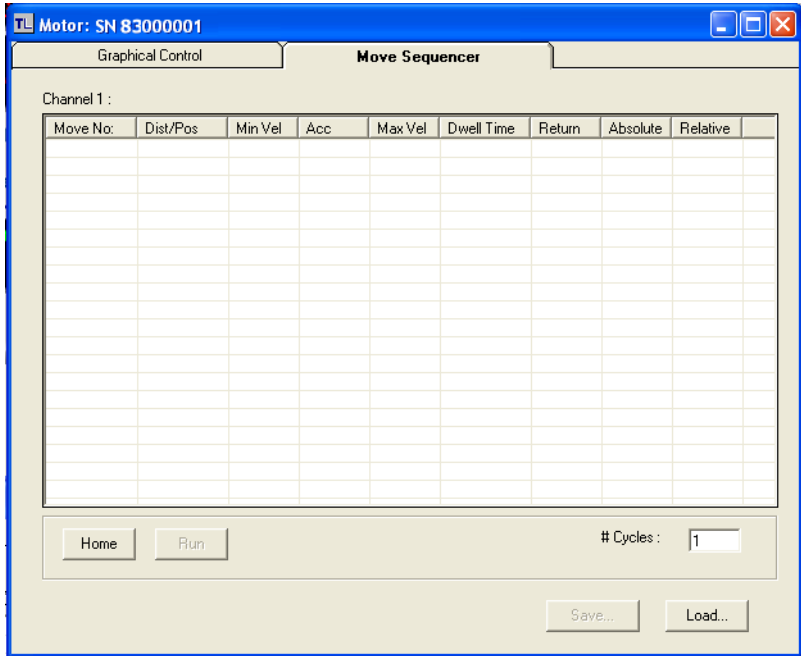 TL Motor: SN 83000001
Graphical Control Move Sequencer
Channel 1 :
Move No: Dist/Pos Min Vel Acc Max Vel Dwell Time Return Absolute Relative
Home Run # Cycles : 1
Save... Load...